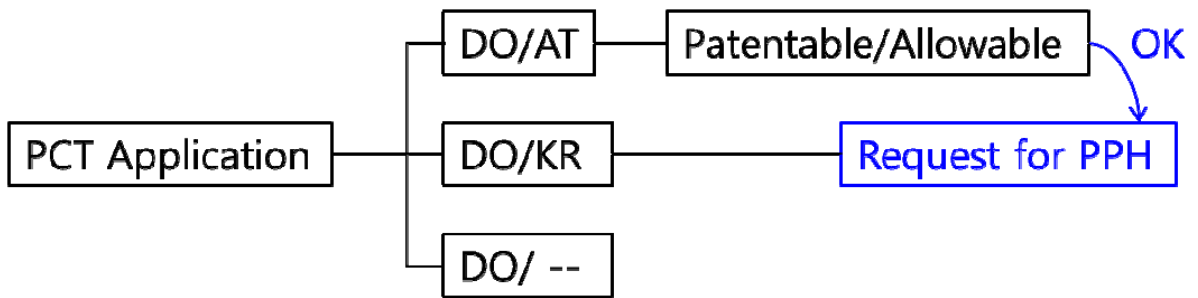 DO/AT
Patentable/Allowable
OK
PCT Application
DO/KR
Request for PPH
DO/ --